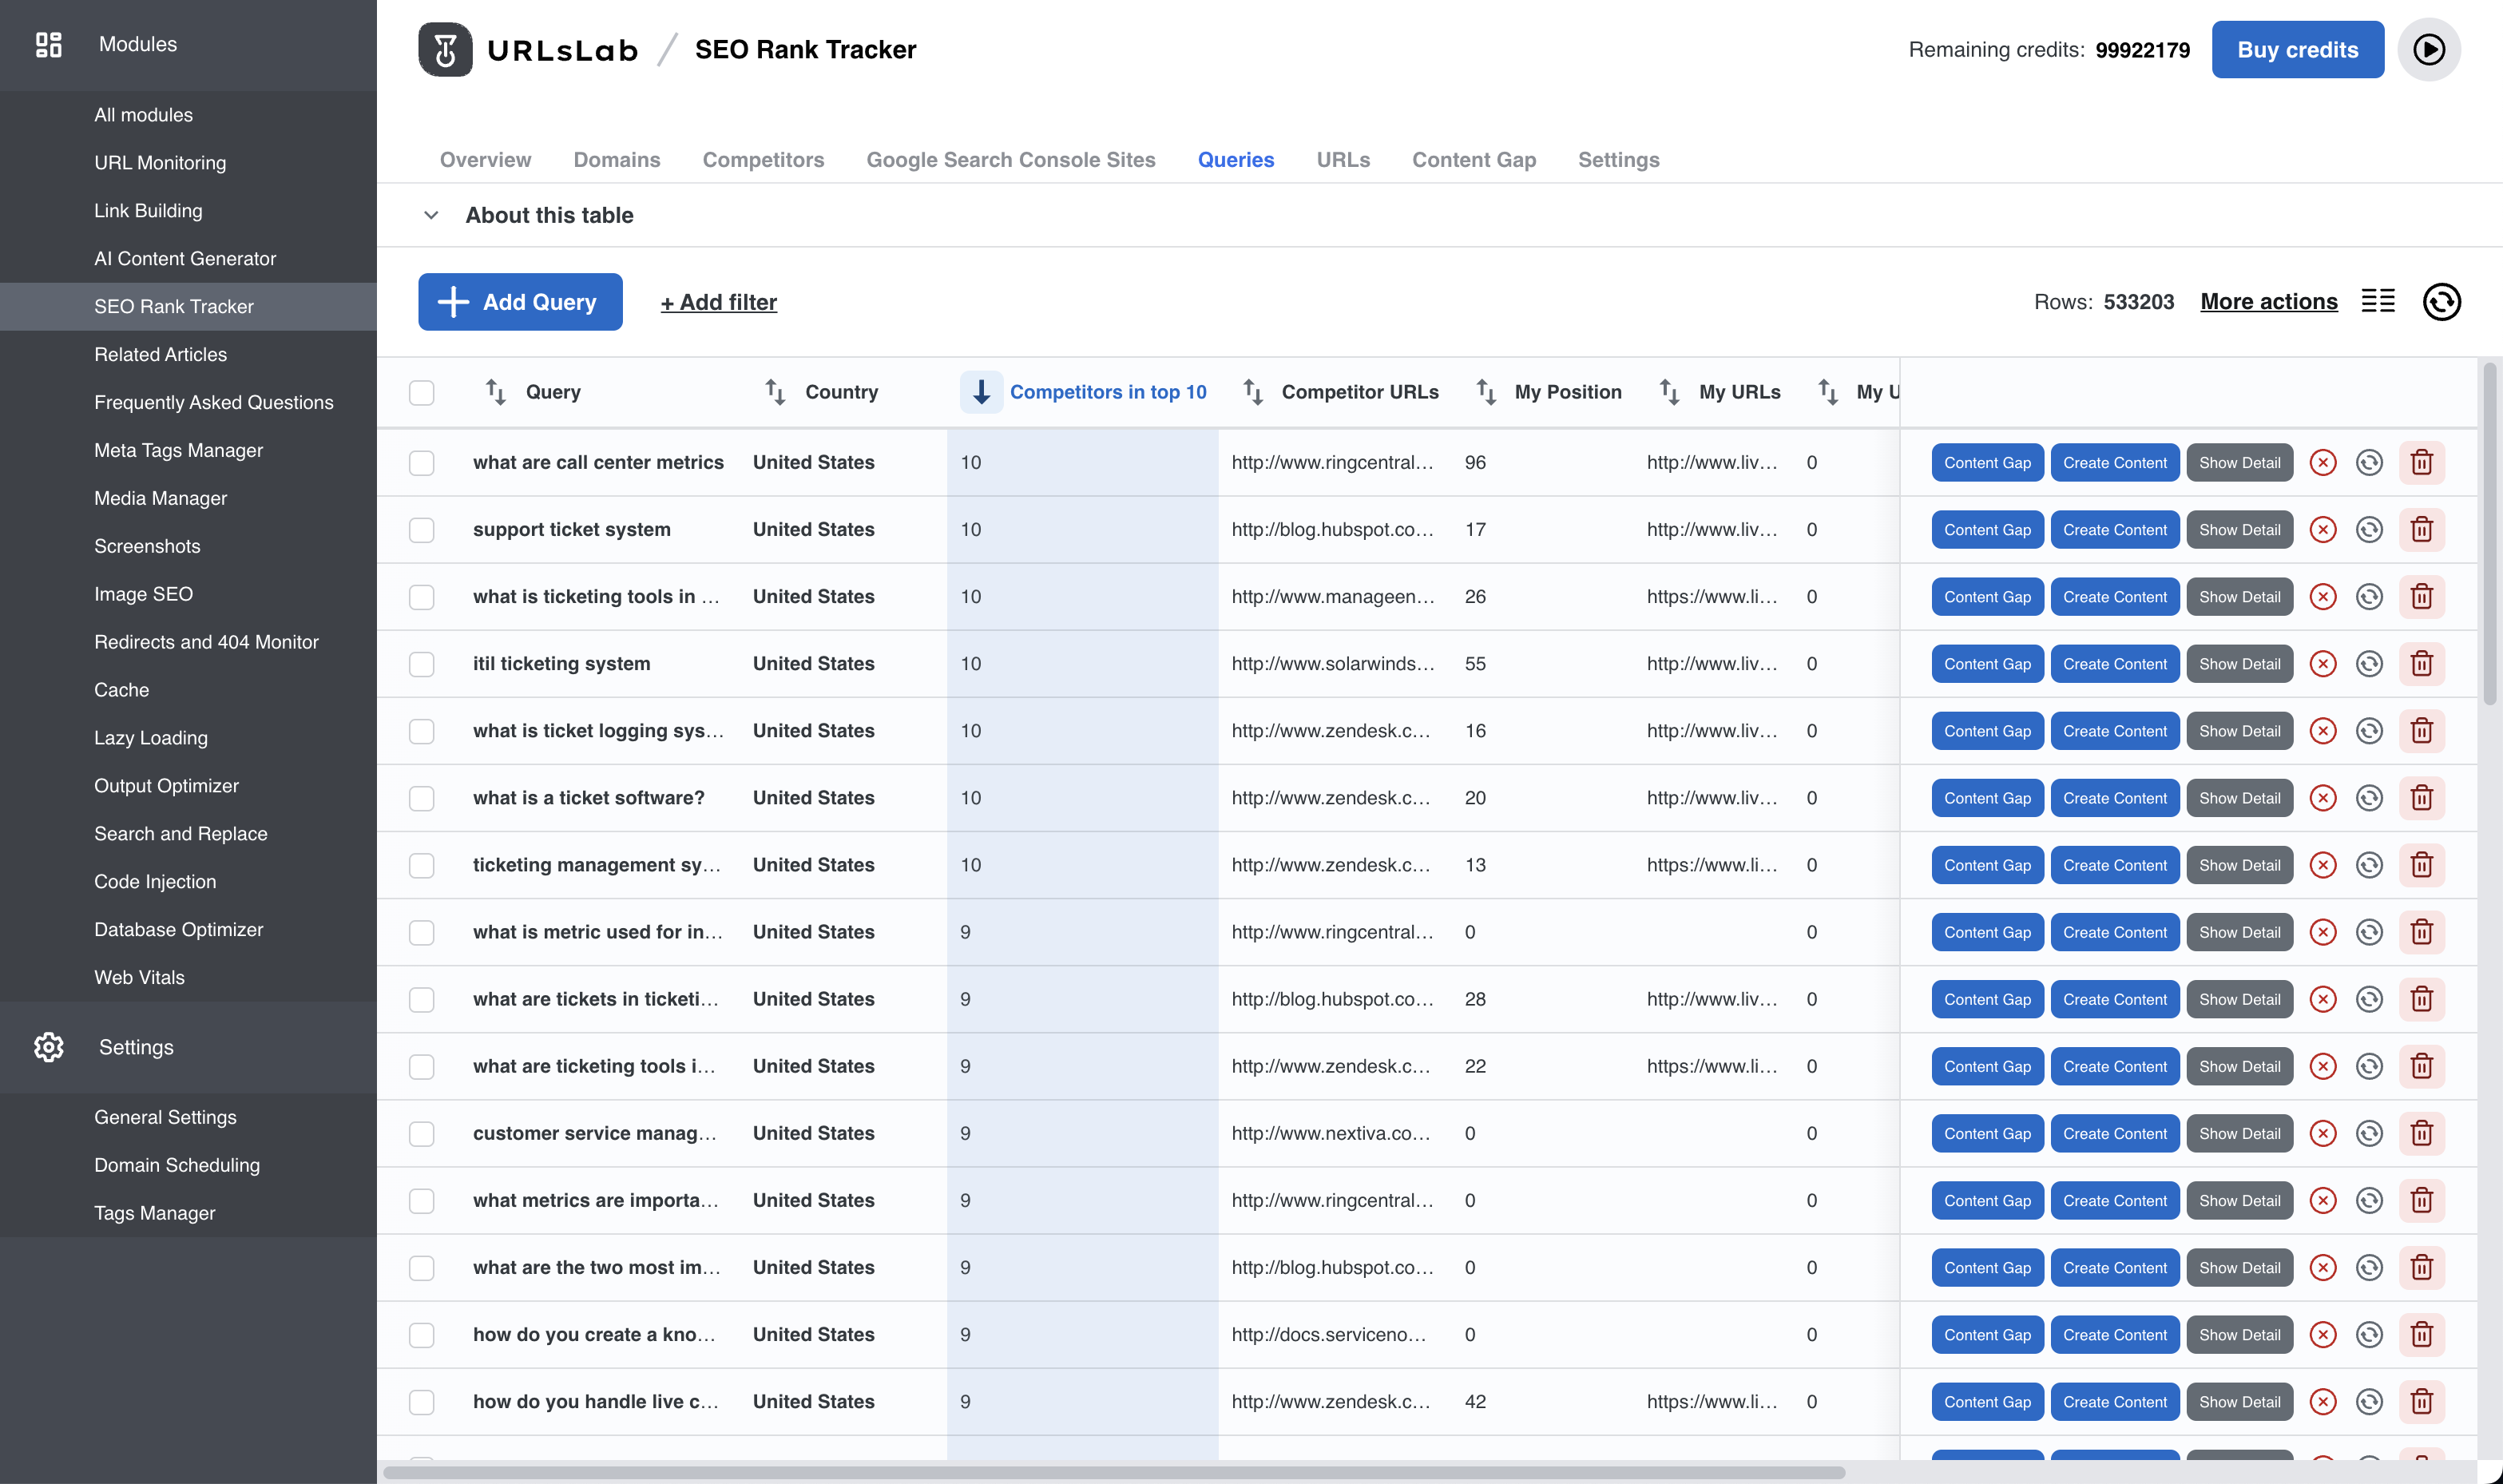 Modules
All modules
URL Monitoring
Link Building
AI Content Generator
SEO Rank Tracker
Related Articles
Frequently Asked Questions
Meta Tags Manager
Media Manager
Screenshots
Image SEO
Redirects and 404 Monitor
Cache
Lazy Loading
Output Optimizer
Search and Replace
Code Injection
Database Optimizer
Web Vitals
Settings
General Settings
Domain Scheduling
Tags Manager
URLsLab / SEO Rank Tracker
Remaining credits: 99922179 Buy credits
Overview Domains Competitors Google Search Console Sites Queries URLs Content Gap Settings
About this table
Add Query + Add filter Rows: 533203 More actions
Query Country Competitors in top 10 Competitor URLs My Position My URLs My U
what are call center metrics United States 10 http://www.ringcentral... 96 http://www.liv... 0 Content Gap Create Content Show Detail
support ticket system United States 10 http://blog.hubspot.co... 17 http://www.liv... 0 Content Gap Create Content Show Detail
what is ticketing tools in ... United States 10 http://www.manageen... 26 https://www.li... 0 Content Gap Create Content Show Detail
itil ticketing system United States 10 http://www.solarwinds... 55 http://www.liv... 0 Content Gap Create Content Show Detail
what is ticket logging sys... United States 10 http://www.zendesk.c... 16 http://www.liv... 0 Content Gap Create Content Show Detail
what is a ticket software? United States 10 http://www.zendesk.c... 20 http://www.liv... 0 Content Gap Create Content Show Detail
ticketing management sy... United States 10 http://www.zendesk.c... 13 https://www.li... 0 Content Gap Create Content Show Detail
what is metric used for in... United States 9 http://www.ringcentral... 0 0 Content Gap Create Content Show Detail
what are tickets in ticketi... United States 9 http://blog.hubspot.co... 28 http://www.liv... 0 Content Gap Create Content Show Detail
what are ticketing tools i... United States 9 http://www.zendesk.c... 22 https://www.li... 0 Content Gap Create Content Show Detail
customer service manag... United States 9 http://www.nextiva.co... 0 0 Content Gap Create Content Show Detail
what metrics are importa... United States 9 http://www.ringcentral... 0 0 Content Gap Create Content Show Detail
what are the two most im... United States 9 http://blog.hubspot.co... 0 0 Content Gap Create Content Show Detail
how do you create a kno... United States 9 http://docs.serviceno... 0 0 Content Gap Create Content Show Detail
how do you handle live c... United States 9 http://www.zendesk.c... 42 https://www.li... 0 Content Gap Create Content Show Detail